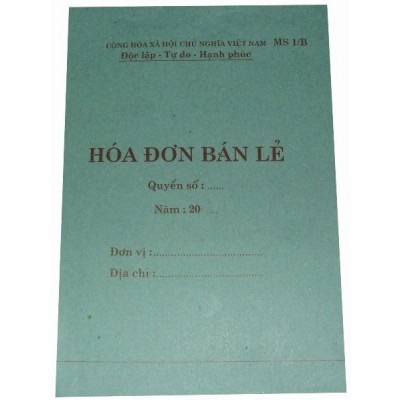 CỘNG HÒA XÃ HỘI CHỦ NGHĨA VIỆT NAM MS 1/B
Độc lập - Tự do - Hạnh phúc
HÓA ĐƠN BÁN LẺ
Quyển số : ......
Năm : 20 ....
Đơn vị :....................................
Địa chỉ :....................................